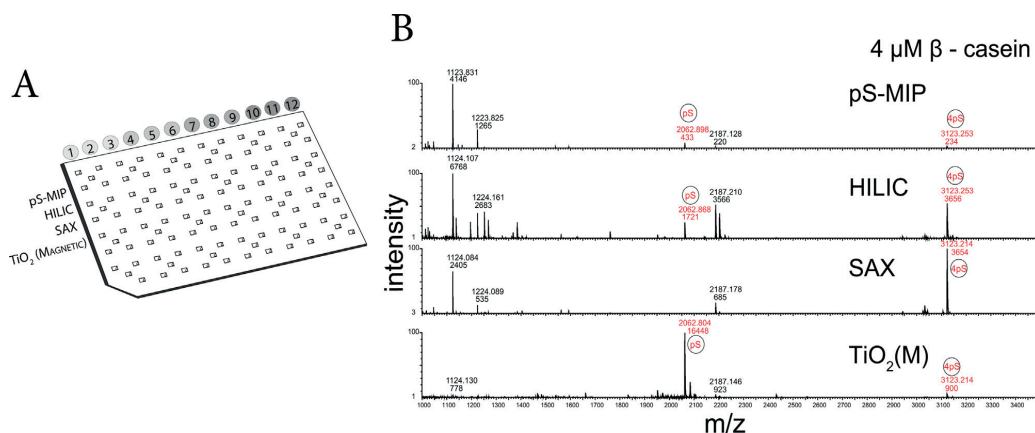 A
1 2 3 4 5 6 7 8 9 10 11 12
pS-MIP
HILIC
SAX
TiO2 (MAGNETIC)
B
4 µM β - casein
pS-MIP
100
2
1123.831
4146
1223.825
1265
pS
2062.898
433
2187.128
220
4pS
3123.253
234
HILIC
100
1
1124.107
6768
1224.161
2683
pS
2062.868
1721
2187.210
3566
4pS
3123.253
3656
SAX
100
3
1124.084
2405
1224.089
535
2187.178
685
3123.214
3654
4pS
TiO2(M)
100
1
1124.130
778
2062.804
16448
pS
2187.146
923
4pS
3123.214
900
intensity
1000 1100 1200 1300 1400 1500 1600 1700 1800 1900 2000 2100 2200 2300 2400 2500 2600 2700 2800 2900 3000 3100 3200 3300 3400
m/z